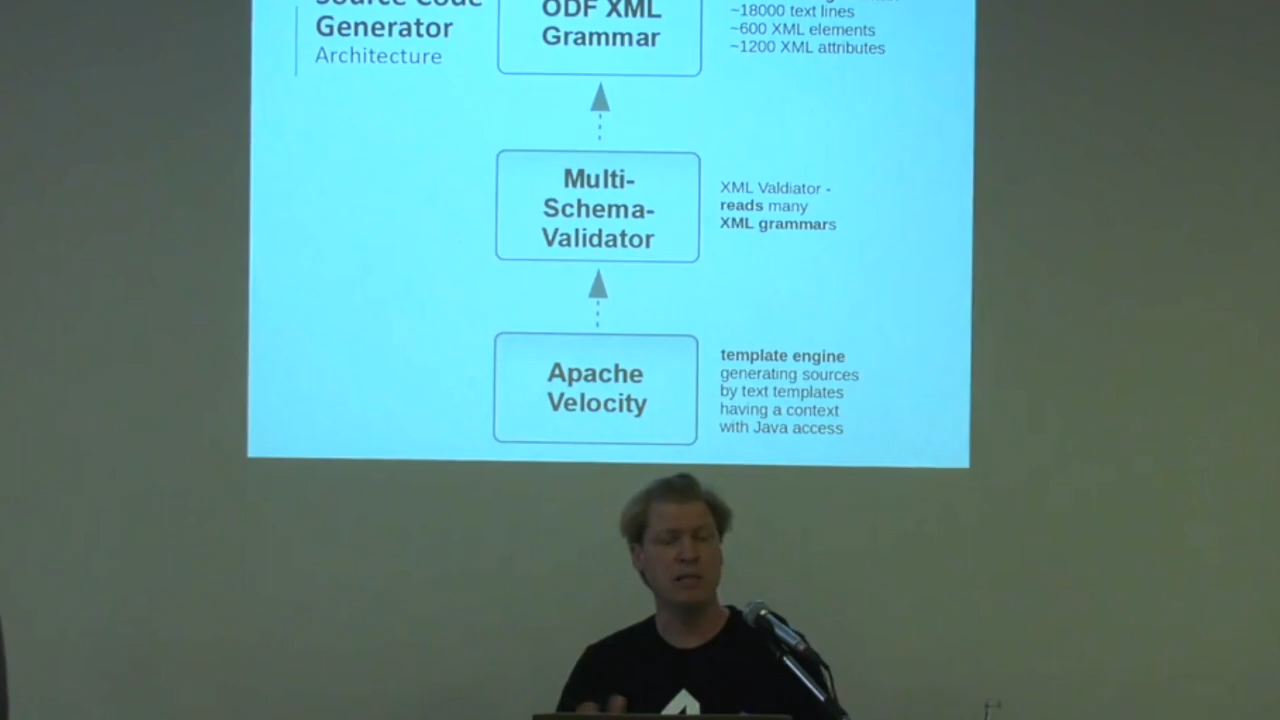 Source Code
Generator
Architecture
ODF XML
Grammar
~18000 text lines
~600 XML elements
~1200 XML attributes
Multi-
Schema-
Validator
XML Valdiator -
reads many
XML grammars
Apache
Velocity
template engine
generating sources
by text templates
having a context
with Java access